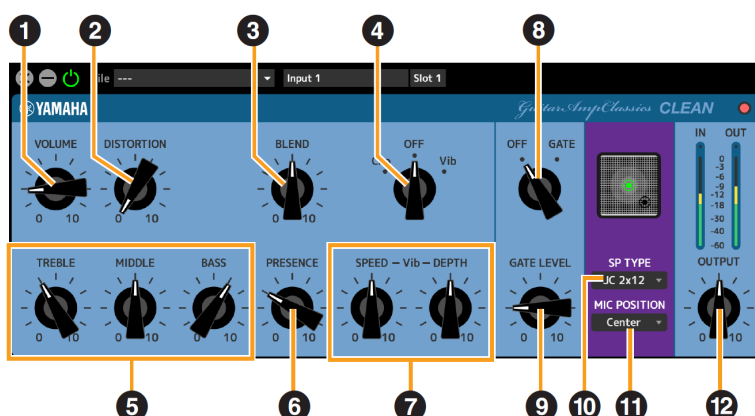 1 2 3 4 8
ile --- Input 1 Slot 1
YAMAHA GuitarAmpClassics CLEAN
VOLUME DISTORTION BLEND OFF Vib OFF GATE IN OUT
0 10 0 10 0 10
0
-3
-6
-9
-12
-18
-30
-40
-60
TREBLE MIDDLE BASS PRESENCE SPEED – Vib – DEPTH GATE LEVEL SP TYPE OUTPUT
JC 2x12
MIC POSITION
Center
0 10 0 10 0 10 0 10 0 10 0 10 0 10 0 10
5 6 7 9 10 11 12